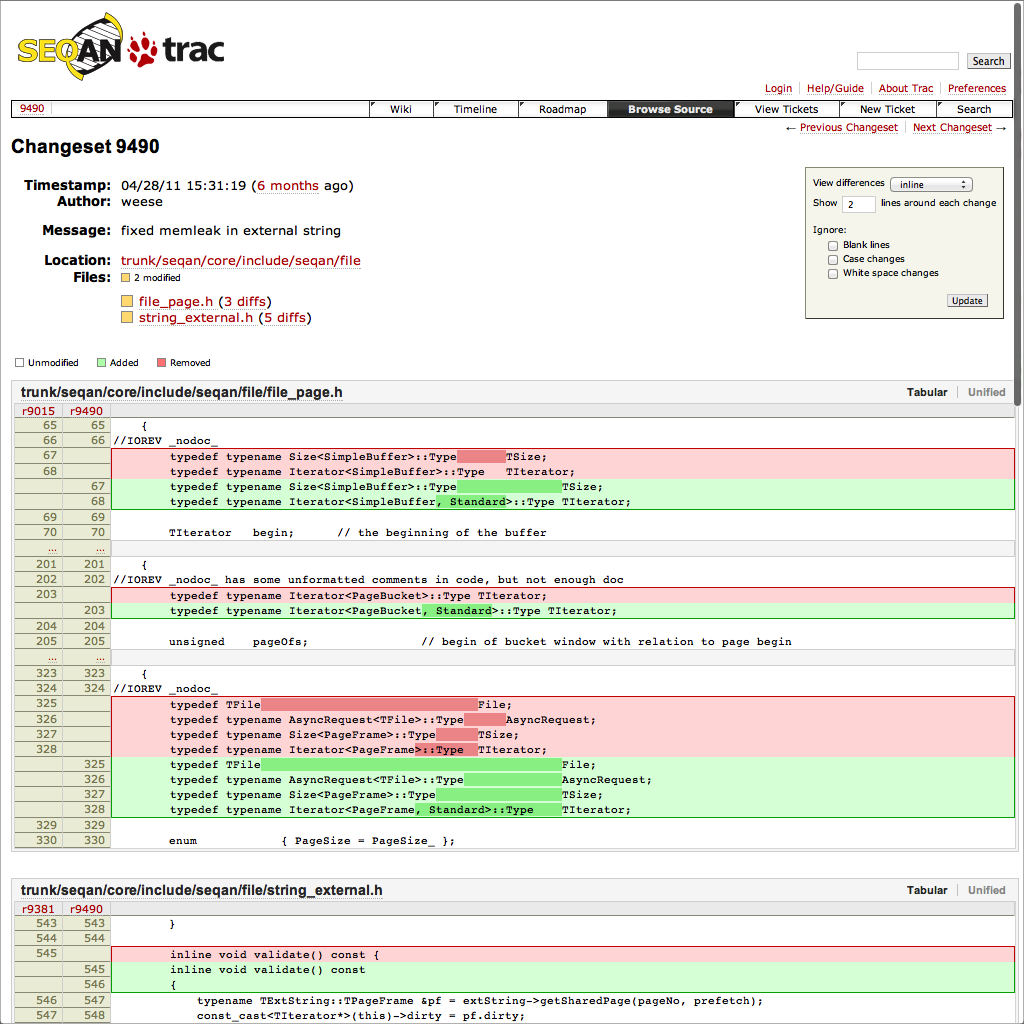 SEQAN trac
Search
Login Help/Guide About Trac Preferences
9490 Wiki Timeline Roadmap Browse Source View Tickets New Ticket Search
← Previous Changeset Next Changeset →
Changeset 9490
Timestamp: 04/28/11 15:31:19 (6 months ago)
Author: weese
Message: fixed memleak in external string
Location: trunk/seqan/core/include/seqan/file
Files: 2 modified
file_page.h (3 diffs)
string_external.h (5 diffs)
View differences inline
Show 2 lines around each change
Ignore:
Blank lines
Case changes
White space changes
Update
Unmodified Added Removed
trunk/seqan/core/include/seqan/file/file_page.h Tabular Unified
r9015 r9490
65 65 {
66 66 //IOREV _nodoc_
67 typedef typename Size<SimpleBuffer>::Type TSize;
68 typedef typename Iterator<SimpleBuffer>::Type TIterator;
67 typedef typename Size<SimpleBuffer>::Type TSize;
68 typedef typename Iterator<SimpleBuffer, Standard>::Type TIterator;
69 69
70 70 TIterator begin; // the beginning of the buffer
... ...
201 201 {
202 202 //IOREV _nodoc_ has some unformatted comments in code, but not enough doc
203 typedef typename Iterator<PageBucket>::Type TIterator;
203 typedef typename Iterator<PageBucket, Standard>::Type TIterator;
204 204
205 205 unsigned pageOfs; // begin of bucket window with relation to page begin
... ...
323 323 {
324 324 //IOREV _nodoc_
325 typedef TFile File;
326 typedef typename AsyncRequest<TFile>::Type AsyncRequest;
327 typedef typename Size<PageFrame>::Type TSize;
328 typedef typename Iterator<PageFrame>::Type TIterator;
325 typedef TFile File;
326 typedef typename AsyncRequest<TFile>::Type AsyncRequest;
327 typedef typename Size<PageFrame>::Type TSize;
328 typedef typename Iterator<PageFrame, Standard>::Type TIterator;
329 329
330 330 enum { PageSize = PageSize_ };
trunk/seqan/core/include/seqan/file/string_external.h Tabular Unified
r9381 r9490
543 543 }
544 544
545 inline void validate() const {
545 inline void validate() const
546 {
546 547 typename TExtString::TPageFrame &pf = extString->getSharedPage(pageNo, prefetch);
547 548 const_cast<TIterator*>(this)->dirty = pf.dirty;